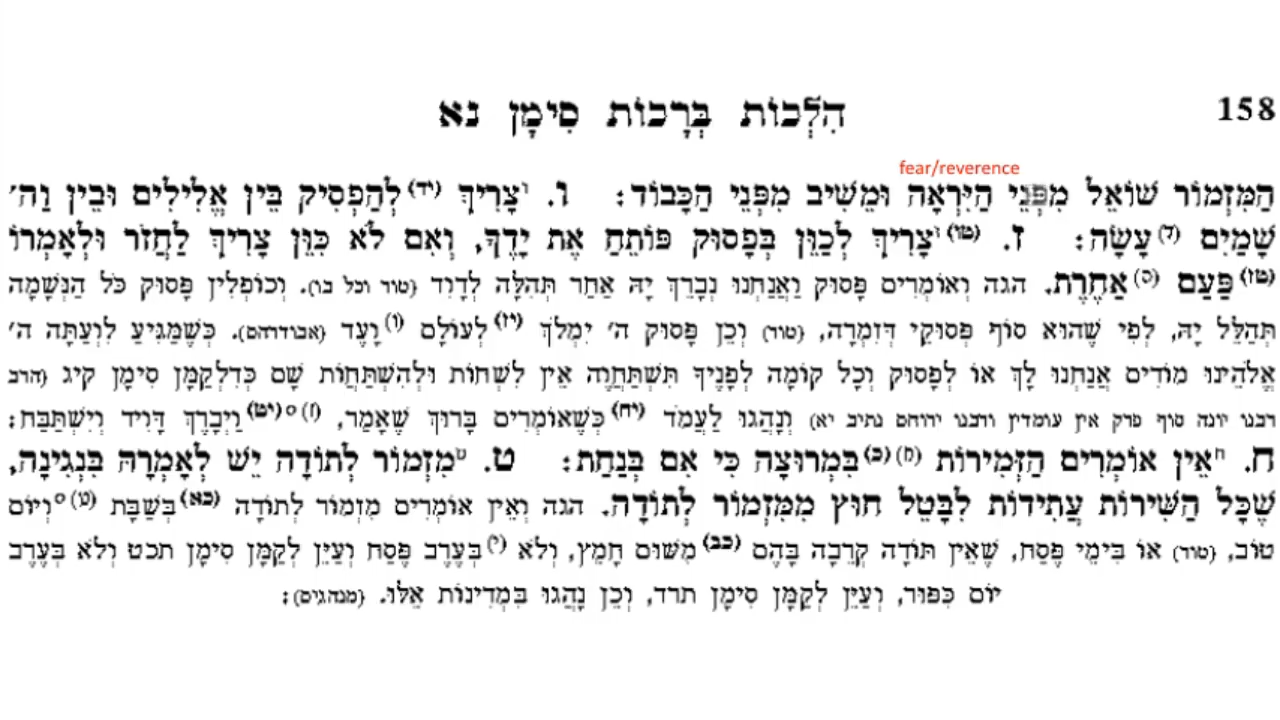 158 הִלְכוֹת בְּרָכוֹת סִימָן נא
fear/reverence
הַמִּזְמוֹר שׁוֹאֵל מִפְּנֵי הַיִּרְאָה וּמֵשִׁיב מִפְּנֵי הַכָּבוֹד: ו. ו צָרִיךְ (יד) לְהַפְסִיק בֵּין אֱלִילִים וּבֵין וַה׳
שָׁמַיִם (ד) עָשָׂה: ז. (טו) ז צָרִיךְ לְכַוֵּן בְּפָסוּק פּוֹתֵחַ אֶת יָדֶךָ, וְאִם לֹא כִּוֵּן צָרִיךְ לַחֲזֹר וּלְאָמְרוֹ
(טז) פַּעַם (כ) אַחֶרֶת. הגה וְאוֹמְרִים פָּסוּק וַאֲנַחְנוּ נְבָרֵךְ יָהּ אַחַר תְּהִלָּה לְדָוִד (טור וכל בו). וְכוֹפְלִין פָּסוּק כֹּל הַנְּשָׁמָה
תְּהַלֵּל יָהּ, לְפִי שֶׁהוּא סוֹף פְּסוּקֵי דְּזִמְרָה, (טור) וְכֵן פָּסוּק ה׳ יִמְלֹךְ (יז) לְעוֹלָם (ו) וָעֶד (אבודרהם). כְּשֶׁמַּגִּיעַ לְוְעַתָּה ה׳
אֱלֹהֵינוּ מוֹדִים אֲנַחְנוּ לָךְ אוֹ לְפָסוּק וְכָל קוֹמָה לְפָנֶיךָ תִּשְׁתַּחֲוֶה אֵין לִשְׁחוֹת וּלְהִשְׁתַּחֲוֹת שָׁם כְּדִלְקַמָּן סִימָן קיג (הרב
רבנו יונה סוף פרק אין עומדין ורבנו ירוחם נתיב יא) וְנָהֲגוּ לַעֲמֹד (יח) כְּשֶׁאוֹמְרִים בָּרוּךְ שֶׁאָמַר, (ז) ° (יט) וַיְבָרֶךְ דָּוִיד וְיִשְׁתַּבַּח:
ח. ח אֵין אוֹמְרִים הַזְּמִירוֹת (ח) (כ) בִּמְרוּצָה כִּי אִם בְּנַחַת: ט. ט מִזְמוֹר לְתוֹדָה יֵשׁ לְאָמְרָהּ בִּנְגִינָה,
שֶׁכָּל הַשִּׁירוֹת עֲתִידוֹת לִבָּטֵל חוּץ מִמִּזְמוֹר לְתוֹדָה. הגה וְאֵין אוֹמְרִים מִזְמוֹר לְתוֹדָה (כא) בְּשַׁבָּת (ט) ° וְיוֹם
טוֹב, (טור) אוֹ בִּימֵי פֶּסַח, שֶׁאֵין תּוֹדָה קְרֵבָה בָּהֶם (כב) מִשּׁוּם חָמֵץ, וְלֹא (י) בְּעֶרֶב פֶּסַח וְעַיֵּן לְקַמָּן סִימָן תכט וְלֹא בְּעֶרֶב
יוֹם כִּפּוּר, וְעַיֵּן לְקַמָּן סִימָן תרד, וְכֵן נָהֲגוּ בִּמְדִינוֹת אֵלּוּ. (מנהגים):